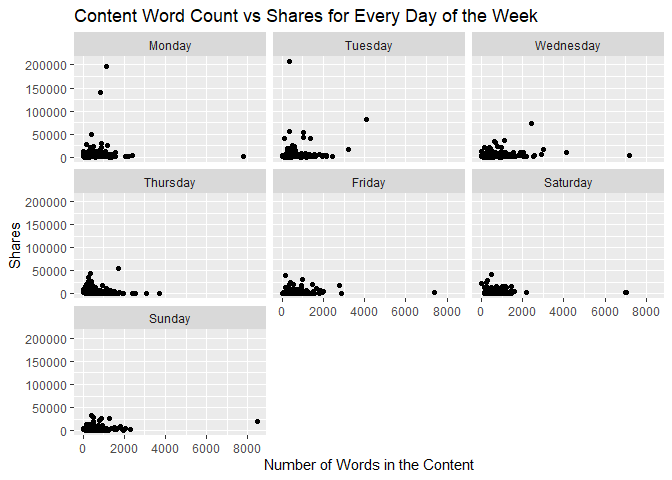 Content Word Count vs Shares for Every Day of the Week
Monday Tuesday Wednesday
200000
150000
100000
50000
0
Thursday Friday Saturday
200000
150000
100000
50000
0
0 2000 4000 6000 8000 0 2000 4000 6000 8000
Sunday
200000
150000
100000
50000
0
0 2000 4000 6000 8000
Shares
Number of Words in the Content